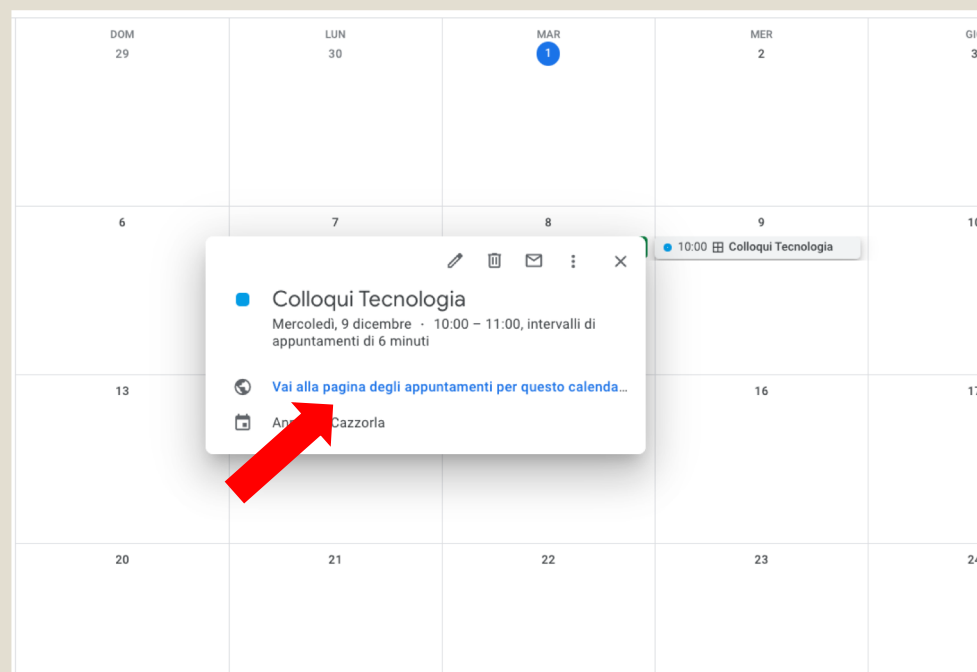 DOM LUN MAR MER
29 30 1 2
6 7 8 9
10:00 Colloqui Tecnologia
Colloqui Tecnologia
Mercoledì, 9 dicembre · 10:00 – 11:00, intervalli di
appuntamenti di 6 minuti
Vai alla pagina degli appuntamenti per questo calenda...
Cazzorla
13 16
20 21 22 23